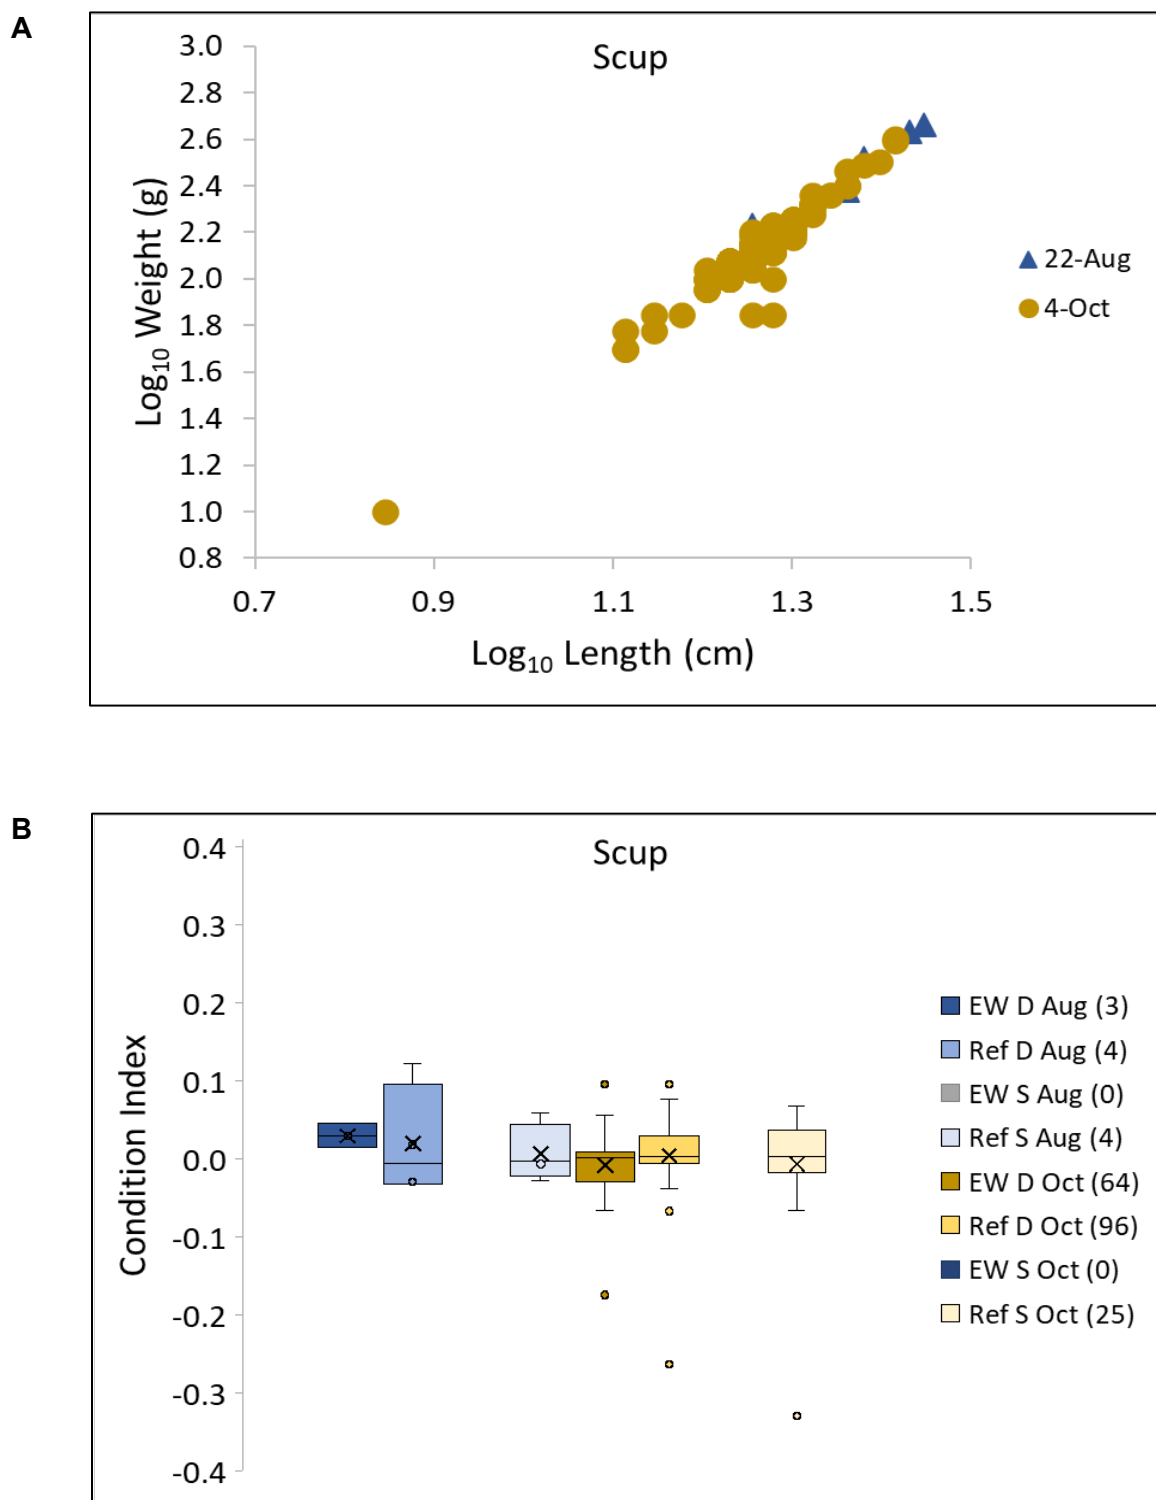 A
Scup
3.0
2.8
2.6
2.4
2.2
2.0
1.8
1.6
1.4
1.2
1.0
0.8
Log10 Weight (g)
22-Aug
4-Oct
0.7 0.9 1.1 1.3 1.5
Log10 Length (cm)
B
Scup
0.4
0.3
0.2
0.1
0.0
-0.1
-0.2
-0.3
-0.4
Condition Index
EW D Aug (3)
Ref D Aug (4)
EW S Aug (0)
Ref S Aug (4)
EW D Oct (64)
Ref D Oct (96)
EW S Oct (0)
Ref S Oct (25)